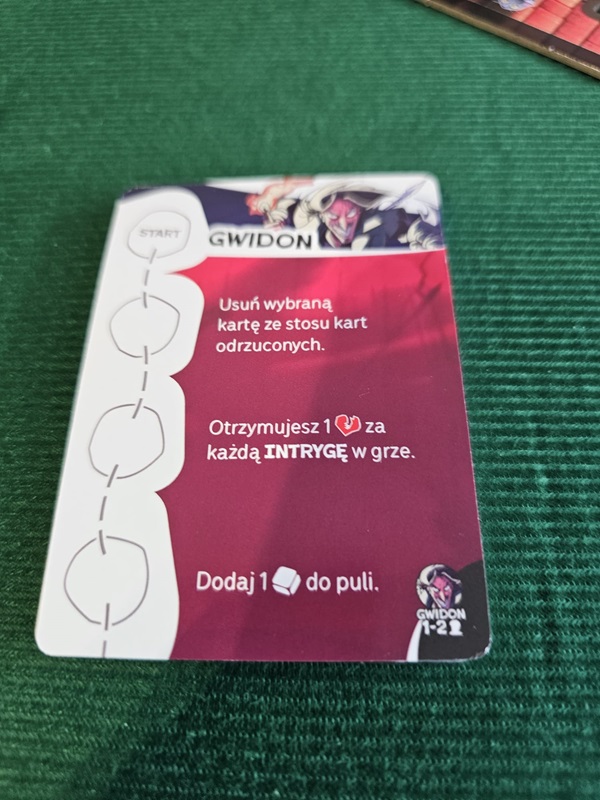 START
GWIDON
Usuń wybraną
kartę ze stosu kart
odrzuconych.
Otrzymujesz 1 za
każdą INTRYGĘ w grze.
Dodaj 1 do puli.
GWIDON
1-2